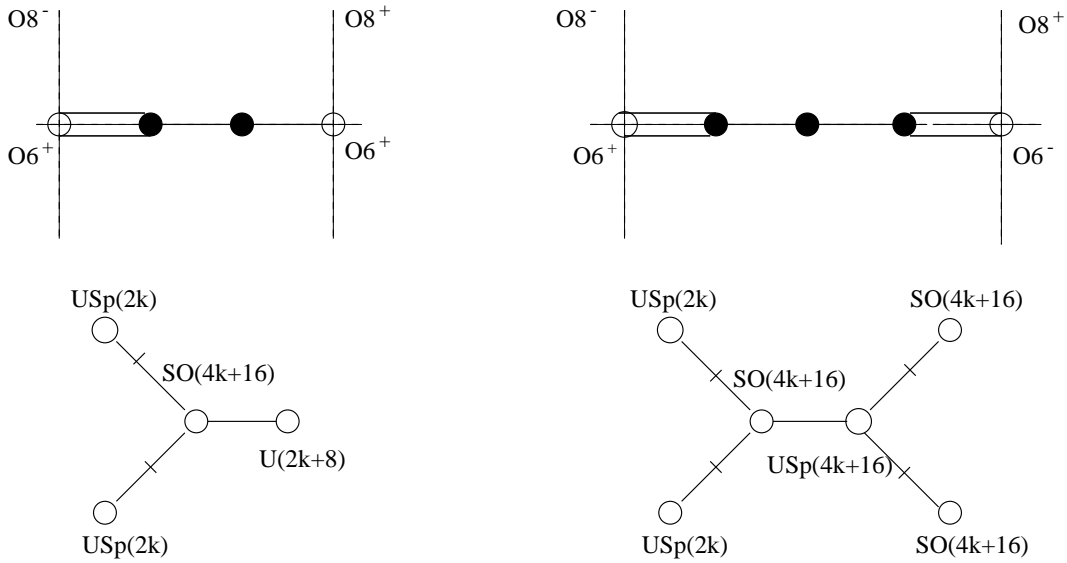 O8-
O8+
O6+
O6+
O8-
O8+
O6+
O6-
USp(2k)
SO(4k+16)
U(2k+8)
USp(2k)
USp(2k)
SO(4k+16)
SO(4k+16)
USp(4k+16)
USp(2k)
SO(4k+16)